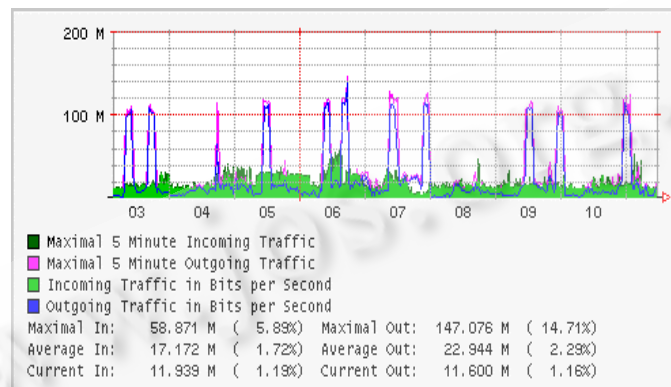 200 M
100 M
03 04 05 06 07 08 09 10
Maximal 5 Minute Incoming Traffic
Maximal 5 Minute Outgoing Traffic
Incoming Traffic in Bits per Second
Outgoing Traffic in Bits per Second
Maximal In: 58.871 M ( 5.89%) Maximal Out: 147.076 M ( 14.71%)
Average In: 17.172 M ( 1.72%) Average Out: 22.944 M ( 2.29%)
Current In: 11.939 M ( 1.19%) Current Out: 11.600 M ( 1.16%)